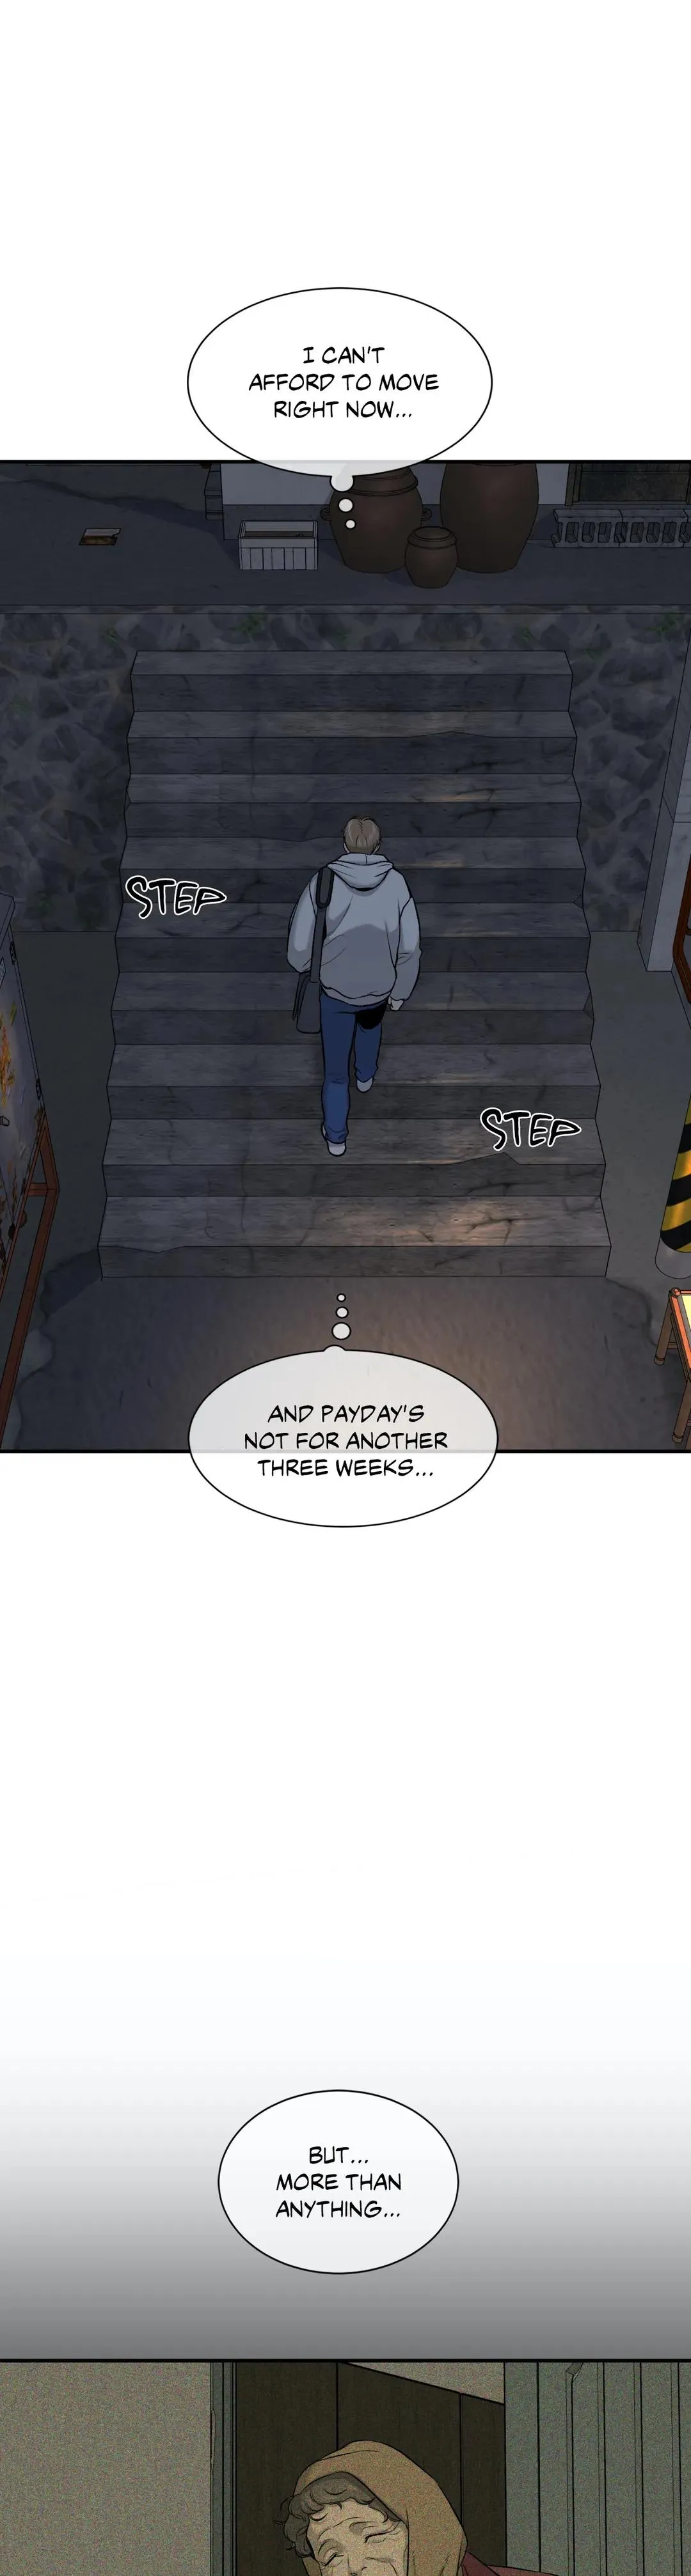 I CAN'T
AFFORD TO MOVE
RIGHT NOW...
STEP
STEP
AND PAYDAY'S
NOT FOR ANOTHER
THREE WEEKS...
BUT...
MORE THAN
ANYTHING...